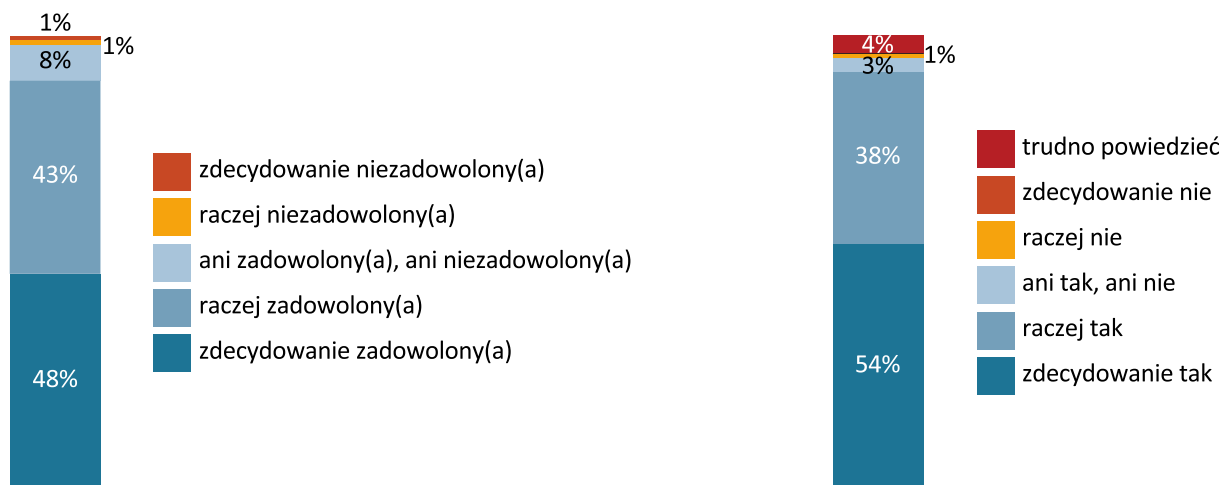 1%
1%
8%
43%
48%
zdecydowanie niezadowolony(a)
raczej niezadowolony(a)
ani zadowolony(a), ani niezadowolony(a)
raczej zadowolony(a)
zdecydowanie zadowolony(a)
4%
1%
3%
38%
54%
trudno powiedzieć
zdecydowanie nie
raczej nie
ani tak, ani nie
raczej tak
zdecydowanie tak